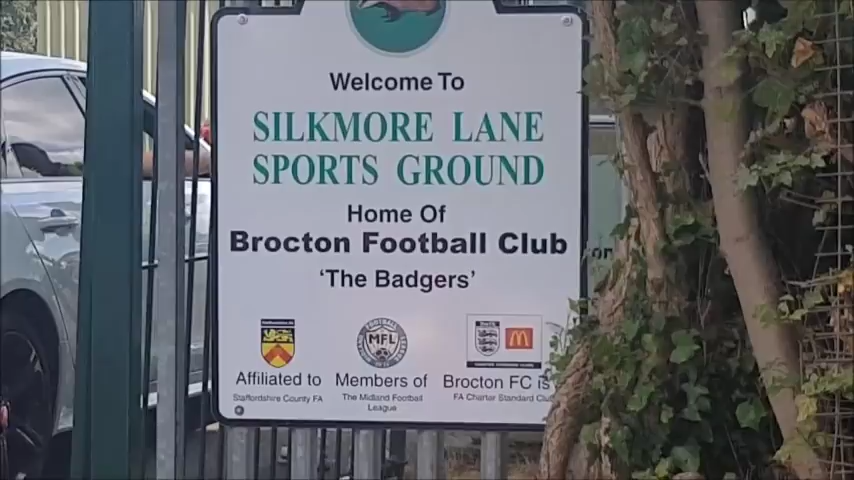 Welcome To
SILKMORE LANE
SPORTS GROUND
Home Of
Brocton Football Club
'The Badgers'
MFL
Affiliated to
Staffordshire County FA
Members of
The Midland Football
League
Brocton FC is
FA Charter Standard Club